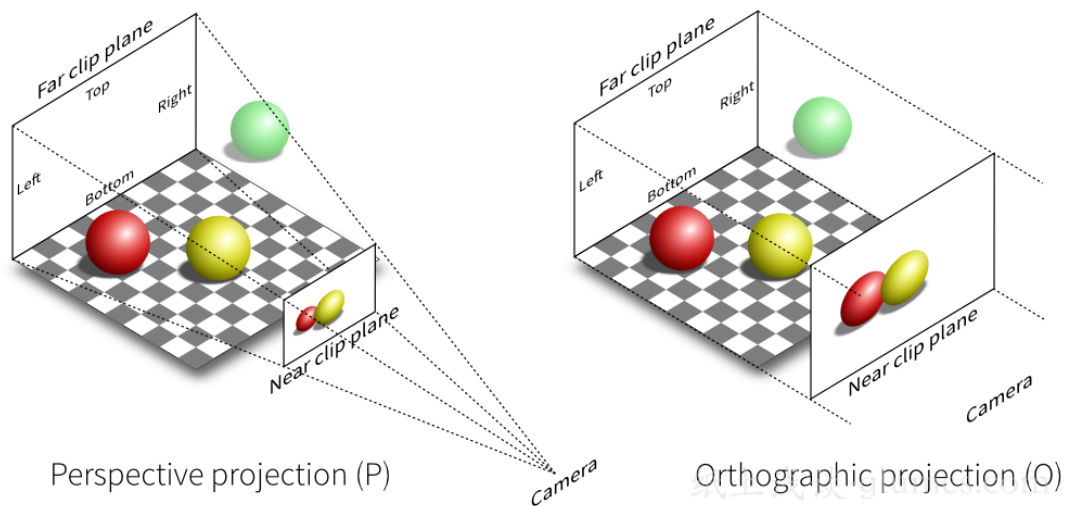 Far clip plane
Top
Right
Left
Bottom
Near clip plane
Camera
Perspective projection (P)
Far clip plane
Top
Right
Left
Bottom
Near clip plane
Camera
Orthographic projection (O)